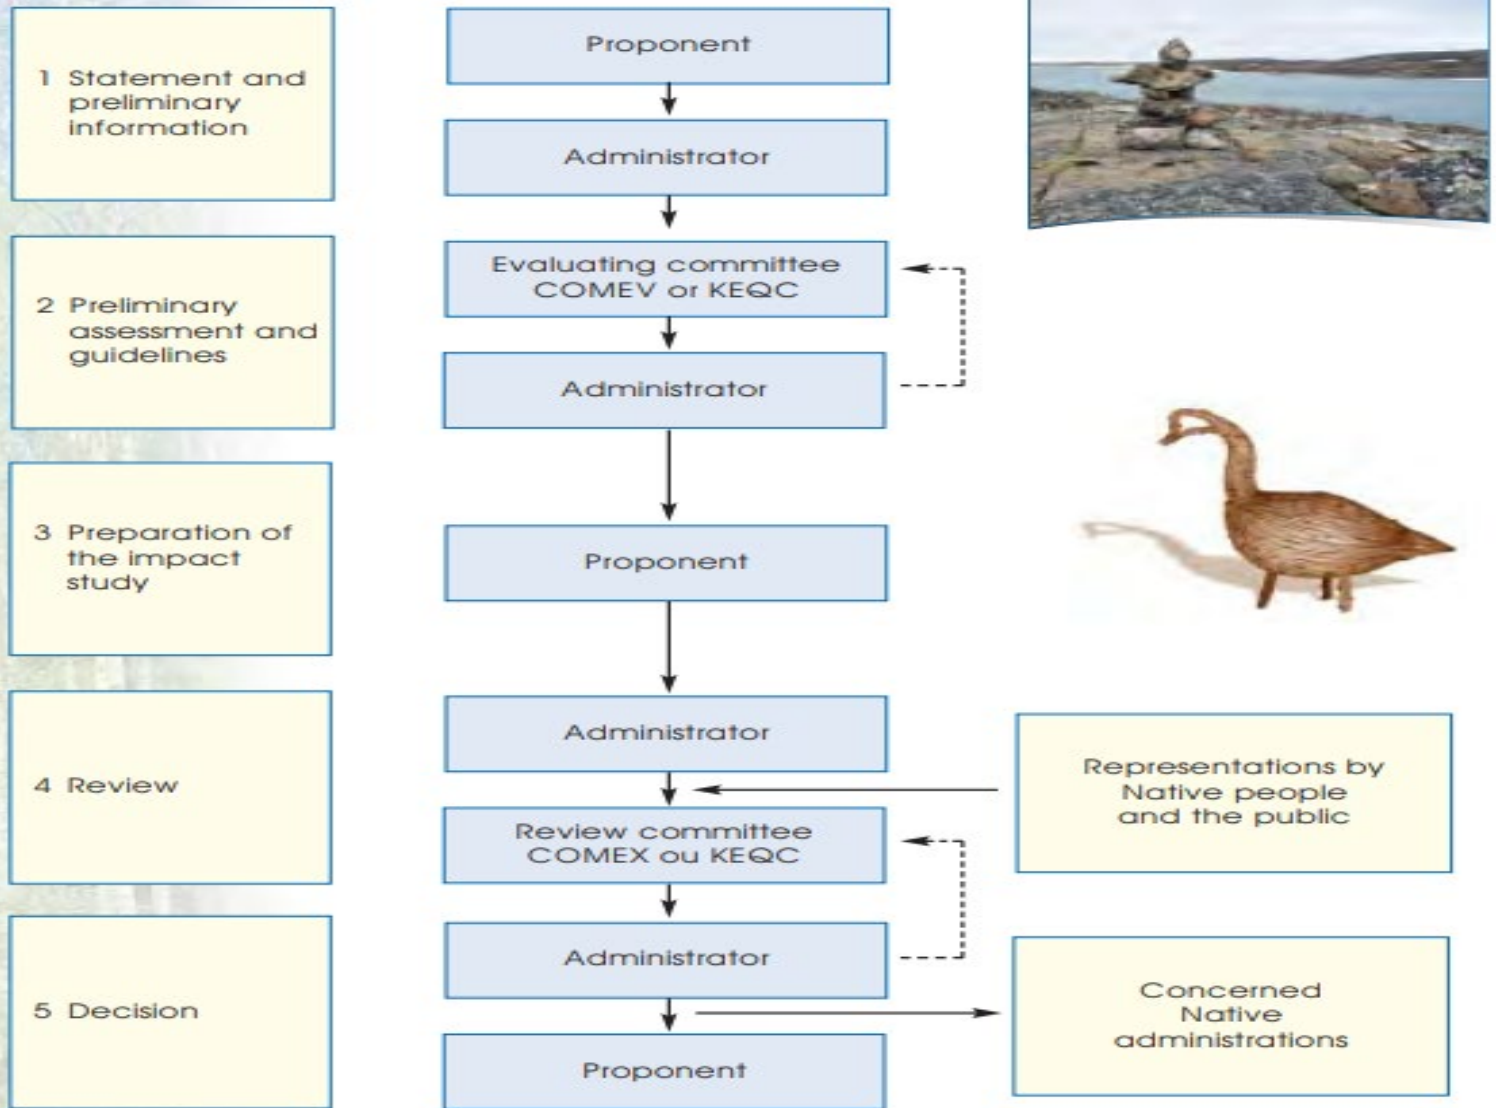 1 Statement and
preliminary
information
Proponent
Administrator
2 Preliminary
assessment and
guidelines
Evaluating committee
COMEV or KEQC
Administrator
3 Preparation of
the impact
study
Proponent
4 Review
Administrator
Representations by
Native people
and the public
Review committee
COMEX ou KEQC
5 Decision
Administrator
Concerned
Native
administrations
Proponent